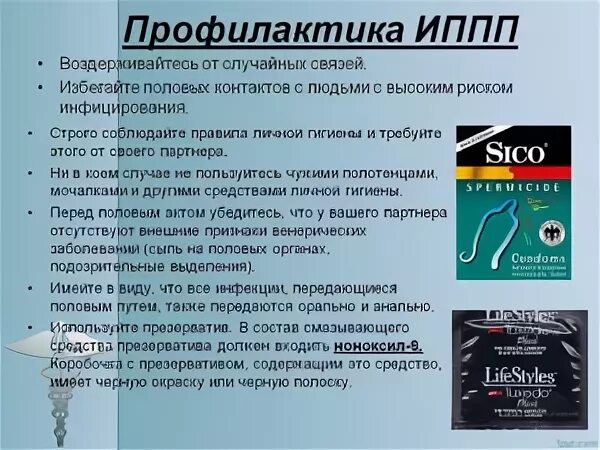 Профилактика ИППП
Воздерживайтесь от случайных связей.
Избегайте половых контактов с людьми с высоким риском
инфицирования.
Строго соблюдайте правила личной гигиены и требуйте
этого от своего партнера.
Ни в коем случае не пользуйтесь чужими полотенцами,
мочалками и другими средствами личной гигиены.
Перед половым актом убедитесь, что у вашего партнера
отсутствуют внешние признаки венерических
заболеваний (сыпь на половых органах,
подозрительные выделения).
Имейте в виду, что все инфекции, передающиеся
половым путем, также передаются орально и анально.
Используйте презерватив. В состав смазывающего
средства презерватива должен входить ноноксил-9.
Коробочка с презервативом, содержащим это средство,
имеет черную окраску или черную полоску.
SICO
SPERMICIDE
LifeStyles
LifeStyles